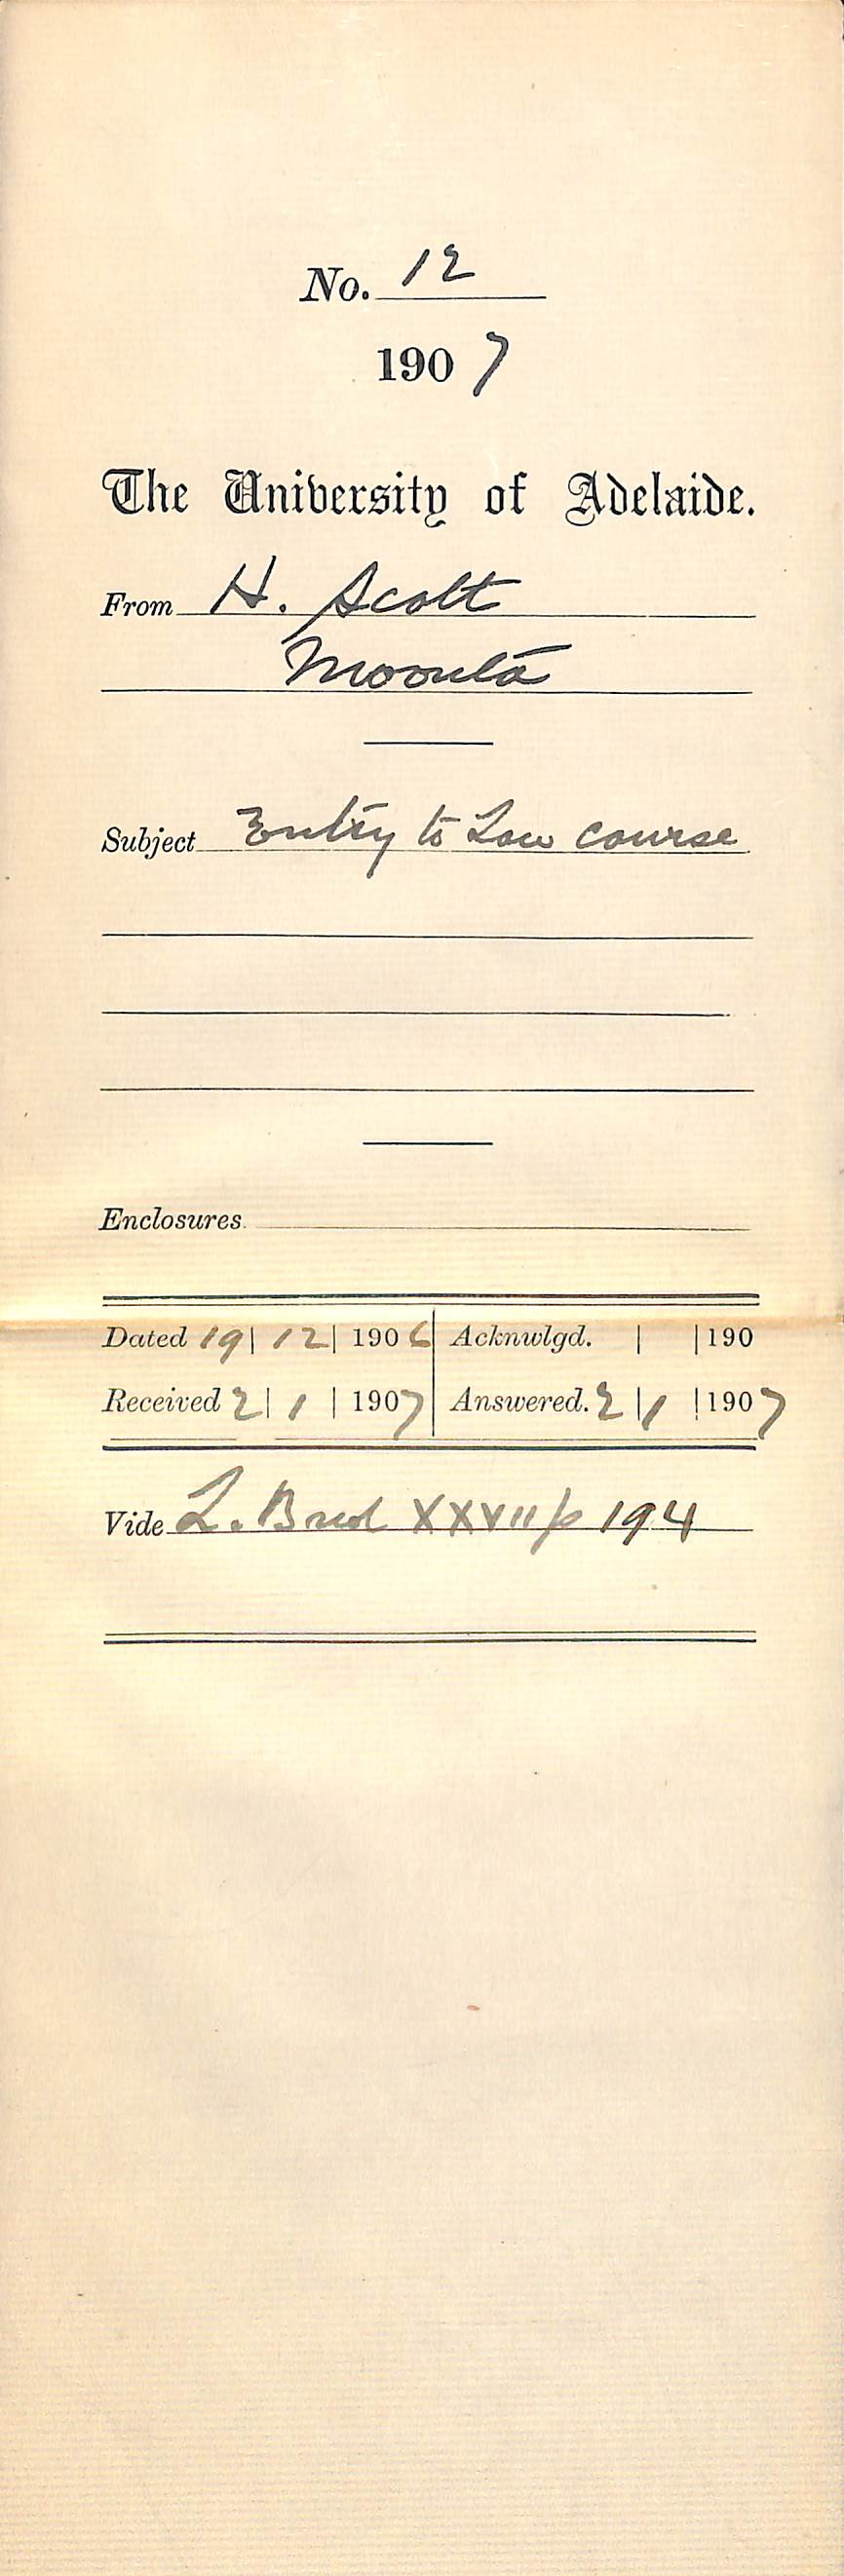 No. 12
1907
The University of Adelaide.
From H. Scott
Moonta
Subject Entry to Law course
Enclosures
Dated 19 | 12 | 1906 Acknwlgd. | | 190
Received 2 | 1 | 1907 Answered. 2 | 1 | 1907
Vide L. XXVII p 194